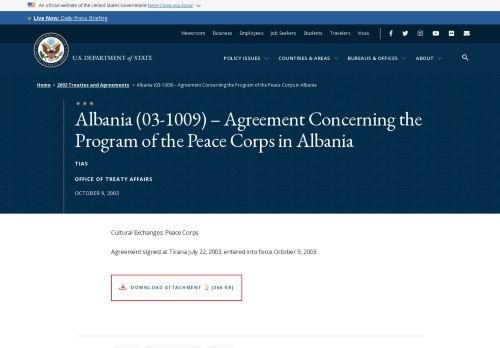 An official website of the United States Government Here's how you know
Live Now: Daily Press Briefing
Newsroom Business Employees Job Seekers Students Travelers Visas
U.S. DEPARTMENT of STATE
POLICY ISSUES COUNTRIES & AREAS BUREAUS & OFFICES ABOUT
Home > 2003 Treaties and Agreements > Albania (03-1009) – Agreement Concerning the Program of the Peace Corps in Albania
Albania (03-1009) – Agreement Concerning the
Program of the Peace Corps in Albania
TIAS
OFFICE OF TREATY AFFAIRS
OCTOBER 9, 2003
Cultural Exchanges: Peace Corps
Agreement signed at Tirana July 22, 2003; entered into force October 9, 2003.
DOWNLOAD ATTACHMENT [366 KB]